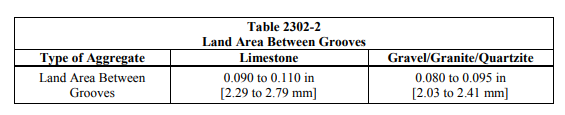 Table 2302-2
Land Area Between Grooves
Type of Aggregate Limestone Gravel/Granite/Quartzite
Land Area Between 0.090 to 0.110 in 0.080 to 0.095 in
Grooves [2.29 to 2.79 mm] [2.03 to 2.41 mm]